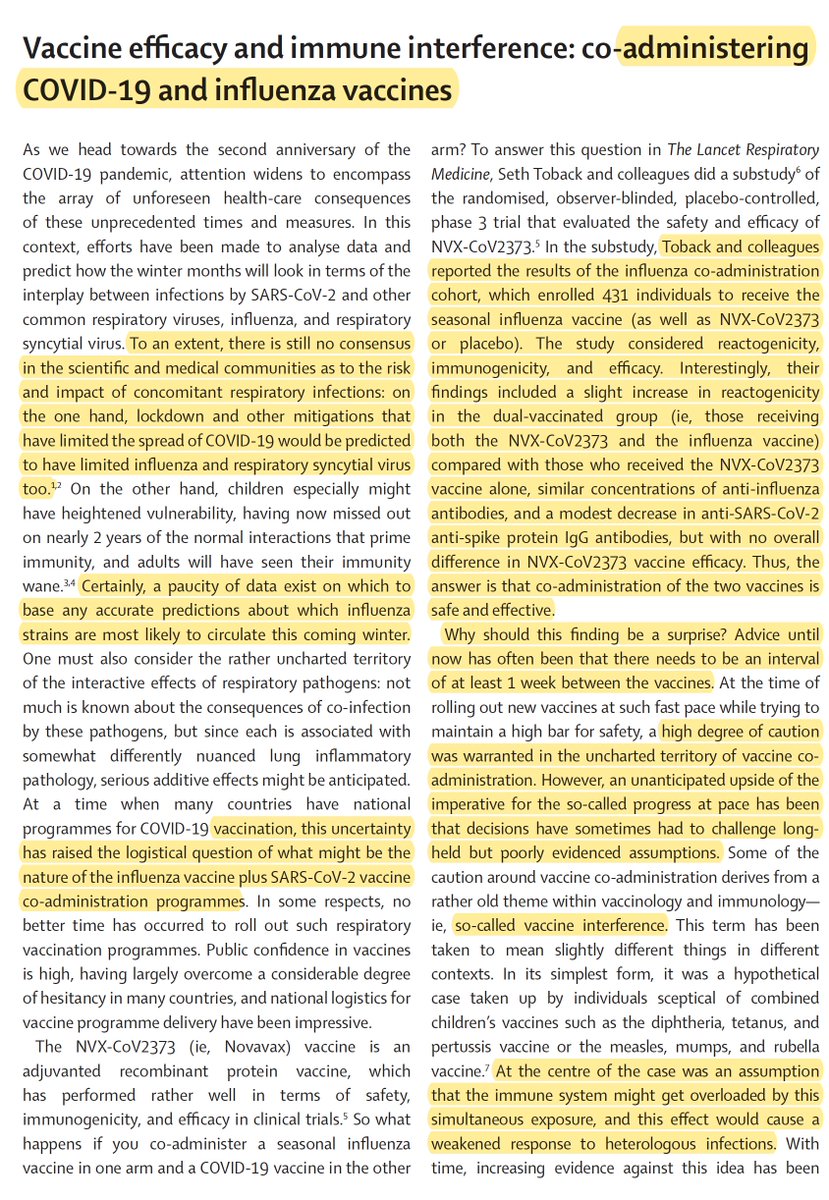 Vaccine efficacy and immune interference: co-administering
COVID-19 and influenza vaccines
As we head towards the second anniversary of the
COVID-19 pandemic, attention widens to encompass
the array of unforeseen health-care consequences
of these unprecedented times and measures. In this
context, efforts have been made to analyse data and
predict how the winter months will look in terms of the
interplay between infections by SARS-CoV-2 and other
common respiratory viruses, influenza, and respiratory
syncytial virus. To an extent, there is still no consensus
in the scientific and medical communities as to the risk
and impact of concomitant respiratory infections: on
the one hand, lockdown and other mitigations that
have limited the spread of COVID-19 would be predicted
to have limited influenza and respiratory syncytial virus
too.1,2 On the other hand, children especially might
have heightened vulnerability, having now missed out
on nearly 2 years of the normal interactions that prime
immunity, and adults will have seen their immunity
wane.3,4 Certainly, a paucity of data exist on which to
base any accurate predictions about which influenza
strains are most likely to circulate this coming winter.
One must also consider the rather uncharted territory
of the interactive effects of respiratory pathogens: not
much is known about the consequences of co-infection
by these pathogens, but since each is associated with
somewhat differently nuanced lung inflammatory
pathology, serious additive effects might be anticipated.
At a time when many countries have national
programmes for COVID-19 vaccination, this uncertainty
has raised the logistical question of what might be the
nature of the influenza vaccine plus SARS-CoV-2 vaccine
co-administration programmes. In some respects, no
better time has occurred to roll out such respiratory
vaccination programmes. Public confidence in vaccines
is high, having largely overcome a considerable degree
of hesitancy in many countries, and national logistics for
vaccine programme delivery have been impressive.
The NVX-CoV2373 (ie, Novavax) vaccine is an
adjuvanted recombinant protein vaccine, which
has performed rather well in terms of safety,
immunogenicity, and efficacy in clinical trials.5 So what
happens if you co-administer a seasonal influenza
vaccine in one arm and a COVID-19 vaccine in the other
arm? To answer this question in The Lancet Respiratory
Medicine, Seth Toback and colleagues did a substudy6 of
the randomised, observer-blinded, placebo-controlled,
phase 3 trial that evaluated the safety and efficacy of
NVX-CoV2373.5 In the substudy, Toback and colleagues
reported the results of the influenza co-administration
cohort, which enrolled 431 individuals to receive the
seasonal influenza vaccine (as well as NVX-CoV2373
or placebo). The study considered reactogenicity,
immunogenicity, and efficacy. Interestingly, their
findings included a slight increase in reactogenicity
in the dual-vaccinated group (ie, those receiving
both the NVX-CoV2373 and the influenza vaccine)
compared with those who received the NVX-CoV2373
vaccine alone, similar concentrations of anti-influenza
antibodies, and a modest decrease in anti-SARS-CoV-2
anti-spike protein IgG antibodies, but with no overall
difference in NVX-CoV2373 vaccine efficacy. Thus, the
answer is that co-administration of the two vaccines is
safe and effective.
Why should this finding be a surprise? Advice until
now has often been that there needs to be an interval
of at least 1 week between the vaccines. At the time of
rolling out new vaccines at such fast pace while trying to
maintain a high bar for safety, a high degree of caution
was warranted in the uncharted territory of vaccine co-
administration. However, an unanticipated upside of the
imperative for the so-called progress at pace has been
that decisions have sometimes had to challenge long-
held but poorly evidenced assumptions. Some of the
caution around vaccine co-administration derives from a
rather old theme within vaccinology and immunology—
ie, so-called vaccine interference. This term has been
taken to mean slightly different things in different
contexts. In its simplest form, it was a hypothetical
case taken up by individuals sceptical of combined
children's vaccines such as the diphtheria, tetanus, and
pertussis vaccine or the measles, mumps, and rubella
vaccine.7 At the centre of the case was an assumption
that the immune system might get overloaded by this
simultaneous exposure, and this effect would cause a
weakened response to heterologous infections. With
time, increasing evidence against this idea has been